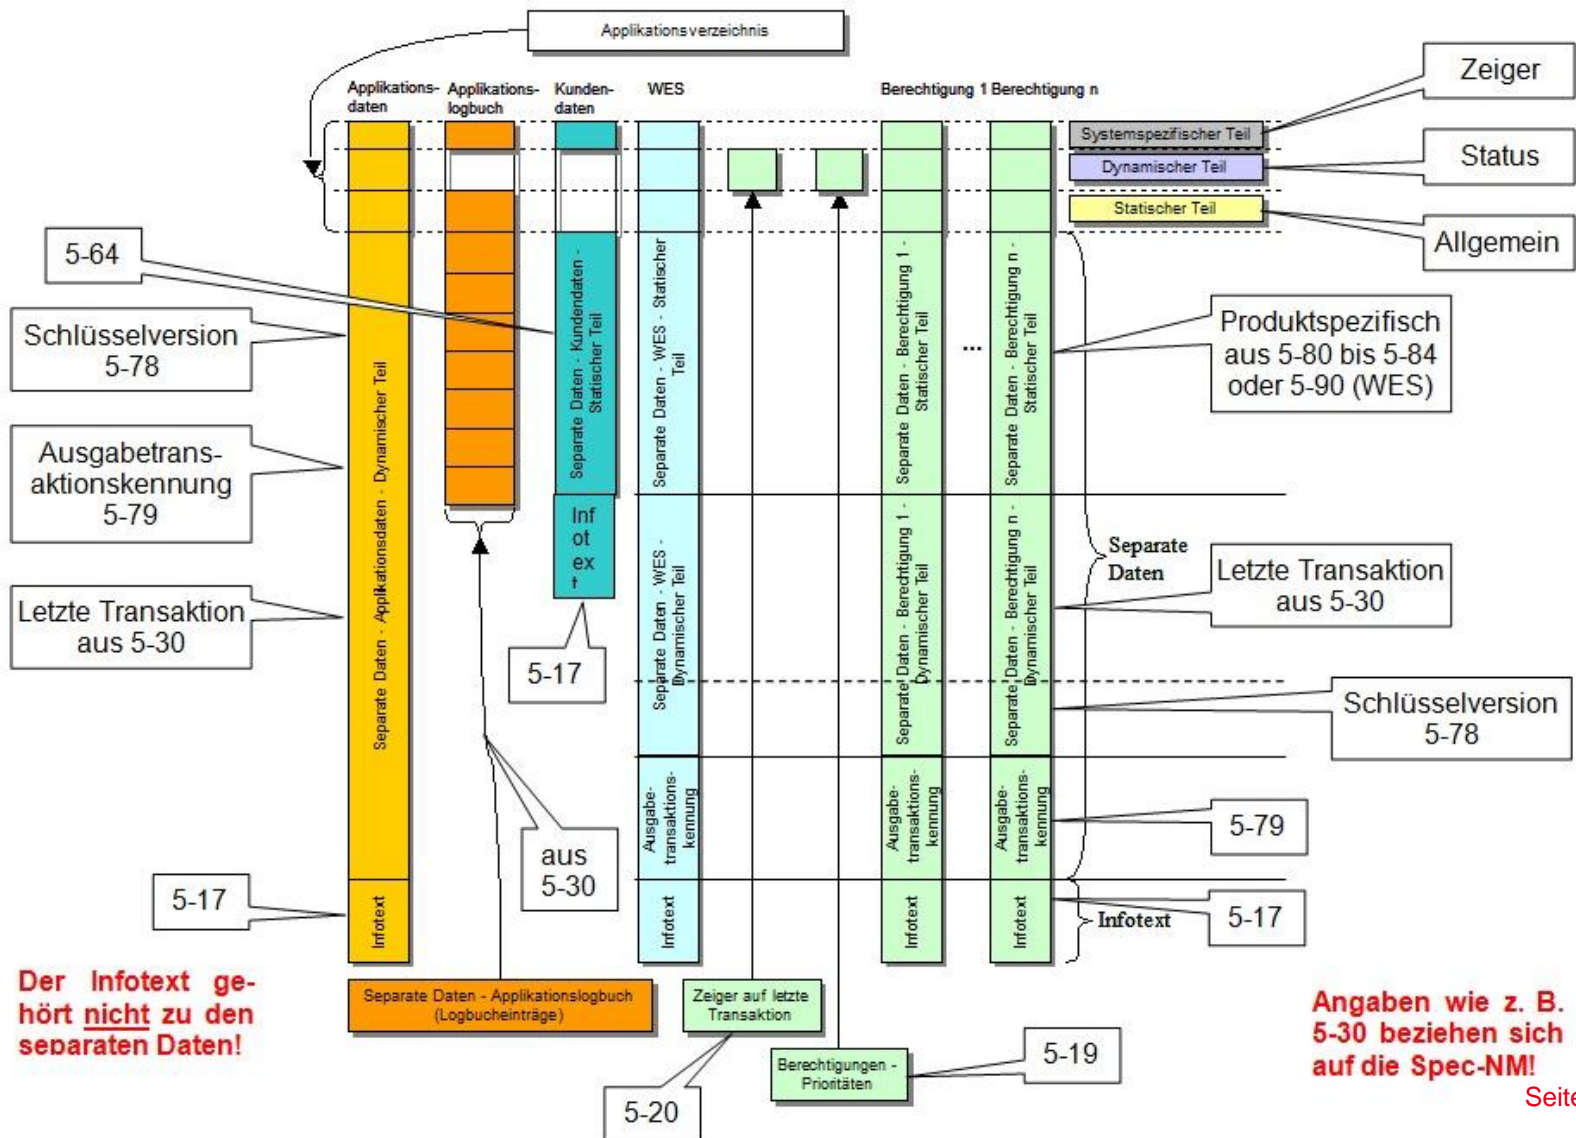 Applikationsverzeichnis
Applikations-
daten
Applikations-
logbuch
Kunden-
daten
WES
Berechtigung 1
Berechtigung n
Systemspezifischer Teil
Dynamischer Teil
Statischer Teil
Zeiger
Status
Allgemein
5-64
Schlüsselversion
5-78
Ausgabetrans-
aktionskennung
5-79
Letzte Transaktion
aus 5-30
5-17
Separate Daten - Applikationsdaten - Dynamischer Teil
Infotext
Separate Daten - Kundendaten -
Statischer Teil
Inf
ot
ex
t
5-17
aus
5-30
Separate Daten - WES - Statischer
Teil
Separate Daten - WES -
Dynamischer Teil
Ausgabe-
transaktions-
kennung
Infotext
Separate Daten - Berechtigung 1 -
Statischer Teil
Separate Daten - Berechtigung 1 -
Dynamischer Teil
Ausgabe-
transaktions-
kennung
Infotext
...
Separate Daten - Berechtigung n -
Statischer Teil
Separate Daten - Berechtigung n -
Dynamischer Teil
Ausgabe-
transaktions-
kennung
Infotext
Separate
Daten
Infotext
Produktspezifisch
aus 5-80 bis 5-84
oder 5-90 (WES)
Letzte Transaktion
aus 5-30
Schlüsselversion
5-78
5-79
5-17
Der Infotext ge-
hört nicht zu den
separaten Daten!
Separate Daten - Applikationslogbuch
(Logbucheinträge)
Zeiger auf letzte
Transaktion
Berechtigungen -
Prioritäten
5-20
5-19
Angaben wie z. B.
5-30 beziehen sich
auf die Spec-NM!
Seite